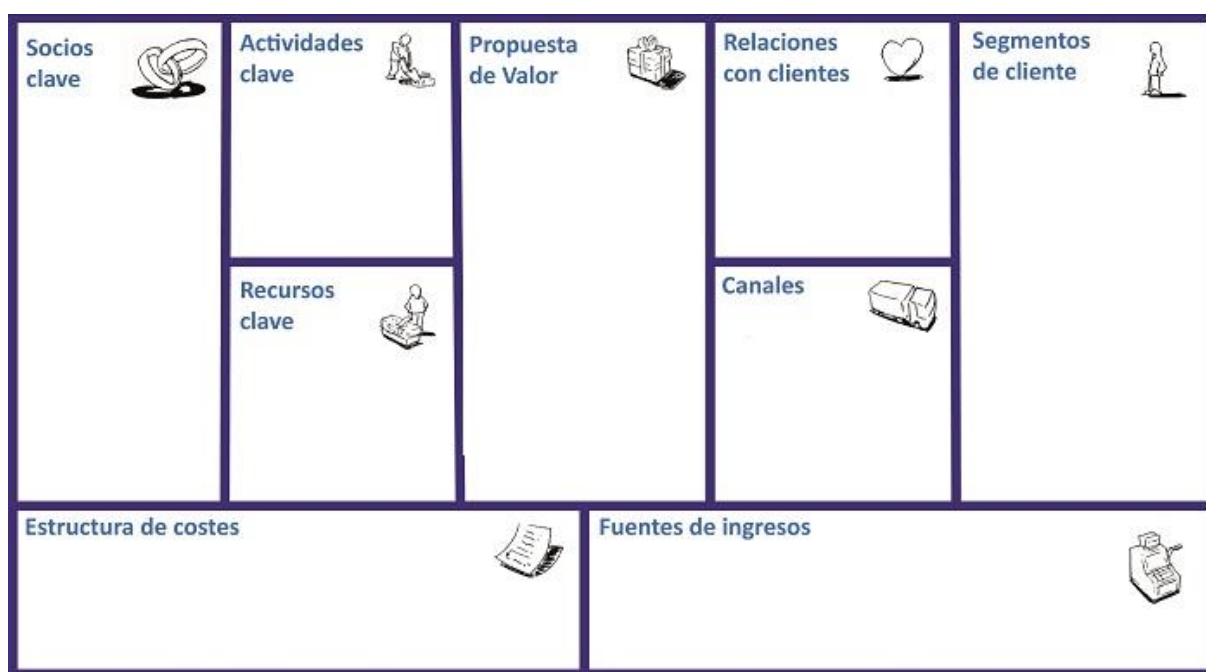 Socios
clave
Actividades
clave
Propuesta
de Valor
Relaciones
con clientes
Segmentos
de cliente
Recursos
clave
Canales
Estructura de costes
Fuentes de ingresos